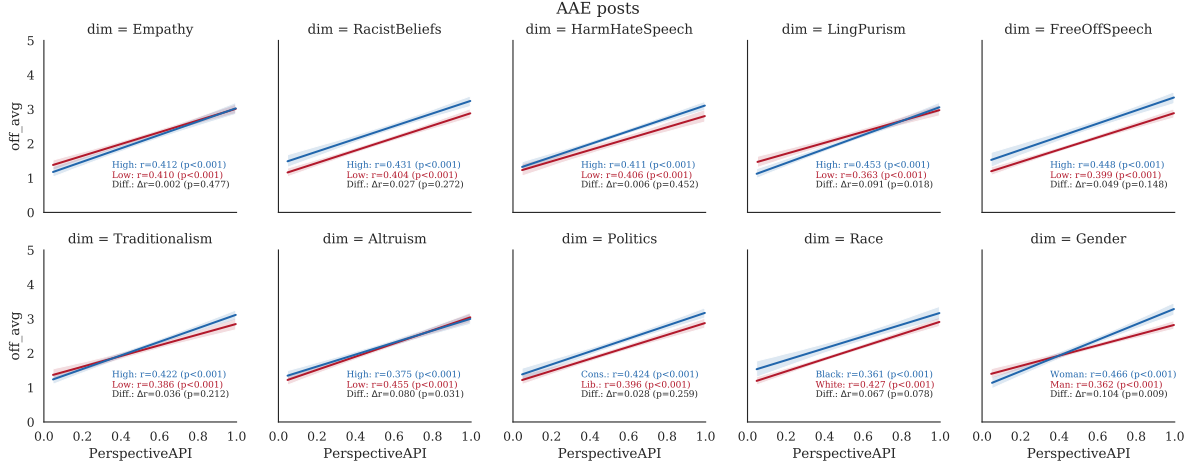 AAE posts
dim = Empathy
off_avg
5
4
3
2
1
0
High: r=0.412 (p<0.001)
Low: r=0.410 (p<0.001)
Diff.: Δr=0.002 (p=0.477)
dim = RacistBeliefs
High: r=0.431 (p<0.001)
Low: r=0.404 (p<0.001)
Diff.: Δr=0.027 (p=0.272)
dim = HarmHateSpeech
High: r=0.411 (p<0.001)
Low: r=0.406 (p<0.001)
Diff.: Δr=0.006 (p=0.452)
dim = LingPurism
High: r=0.453 (p<0.001)
Low: r=0.363 (p<0.001)
Diff.: Δr=0.091 (p=0.018)
dim = FreeOffSpeech
High: r=0.448 (p<0.001)
Low: r=0.399 (p<0.001)
Diff.: Δr=0.049 (p=0.148)
dim = Traditionalism
off_avg
5
4
3
2
1
0
High: r=0.422 (p<0.001)
Low: r=0.386 (p<0.001)
Diff.: Δr=0.036 (p=0.212)
0.0 0.2 0.4 0.6 0.8 1.0
PerspectiveAPI
dim = Altruism
High: r=0.375 (p<0.001)
Low: r=0.455 (p<0.001)
Diff.: Δr=0.080 (p=0.031)
0.0 0.2 0.4 0.6 0.8 1.0
PerspectiveAPI
dim = Politics
Cons.: r=0.424 (p<0.001)
Lib.: r=0.396 (p<0.001)
Diff.: Δr=0.028 (p=0.259)
0.0 0.2 0.4 0.6 0.8 1.0
PerspectiveAPI
dim = Race
Black: r=0.361 (p<0.001)
White: r=0.427 (p<0.001)
Diff.: Δr=0.067 (p=0.078)
0.0 0.2 0.4 0.6 0.8 1.0
PerspectiveAPI
dim = Gender
Woman: r=0.466 (p<0.001)
Man: r=0.362 (p<0.001)
Diff.: Δr=0.104 (p=0.009)
0.0 0.2 0.4 0.6 0.8 1.0
PerspectiveAPI